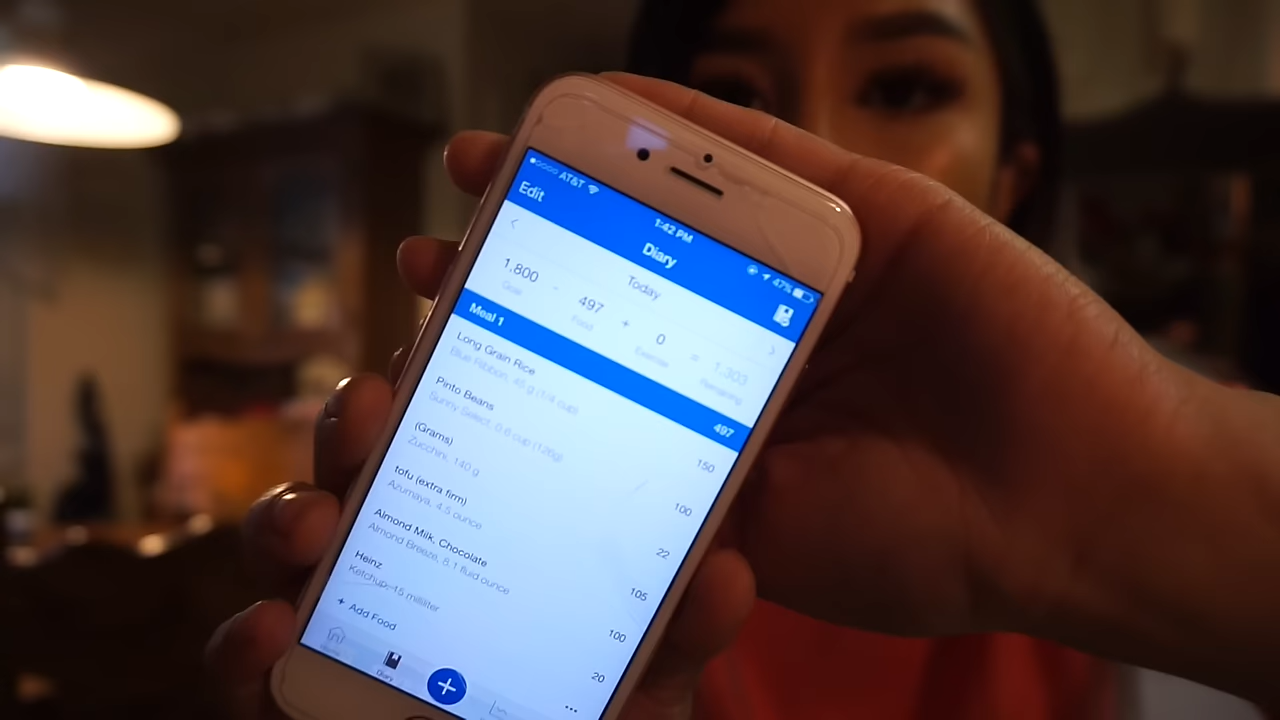 AT&T 1:42 PM 47%
Edit Diary
Today
1,800 - 497 + 0 = 1,303
Goal Food Exercise Remaining
Meal 1 497
Long Grain Rice 150
Blue Ribbon, 45 g (1/4 cup)
Pinto Beans 100
Sunny Select, 0.6 cup (126g)
(Grams) 22
Zucchini, 140 g
tofu (extra firm) 105
Azumaya, 4.5 ounce
Almond Milk, Chocolate 100
Almond Breeze, 8.1 fluid ounce
Heinz 20
Ketchup, 15 milliliter
+ Add Food ...
Diary